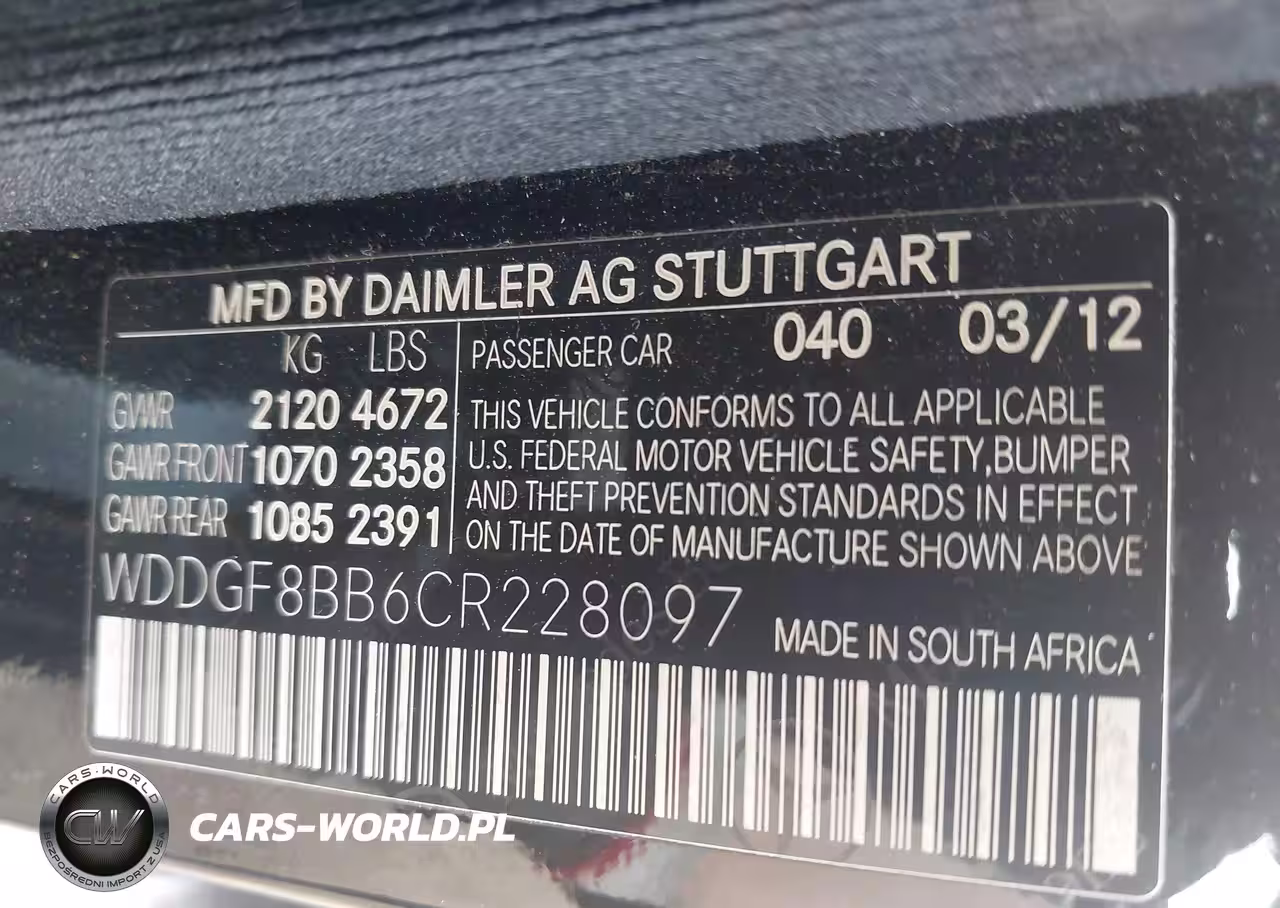 MFD BY DAIMLER AG STUTTGART
KG LBS PASSENGER CAR 040 03/12
GVWR 2120 4672 THIS VEHICLE CONFORMS TO ALL APPLICABLE
GAWR FRONT 1070 2358 U.S. FEDERAL MOTOR VEHICLE SAFETY, BUMPER
GAWR REAR 1085 2391 AND THEFT PREVENTION STANDARDS IN EFFECT
ON THE DATE OF MANUFACTURE SHOWN ABOVE
WDDGF8BB6CR228097 MADE IN SOUTH AFRICA
CARS-WORLD
CW
BEZPOŚREDNI IMPORT Z USA
CARS-WORLD.PL